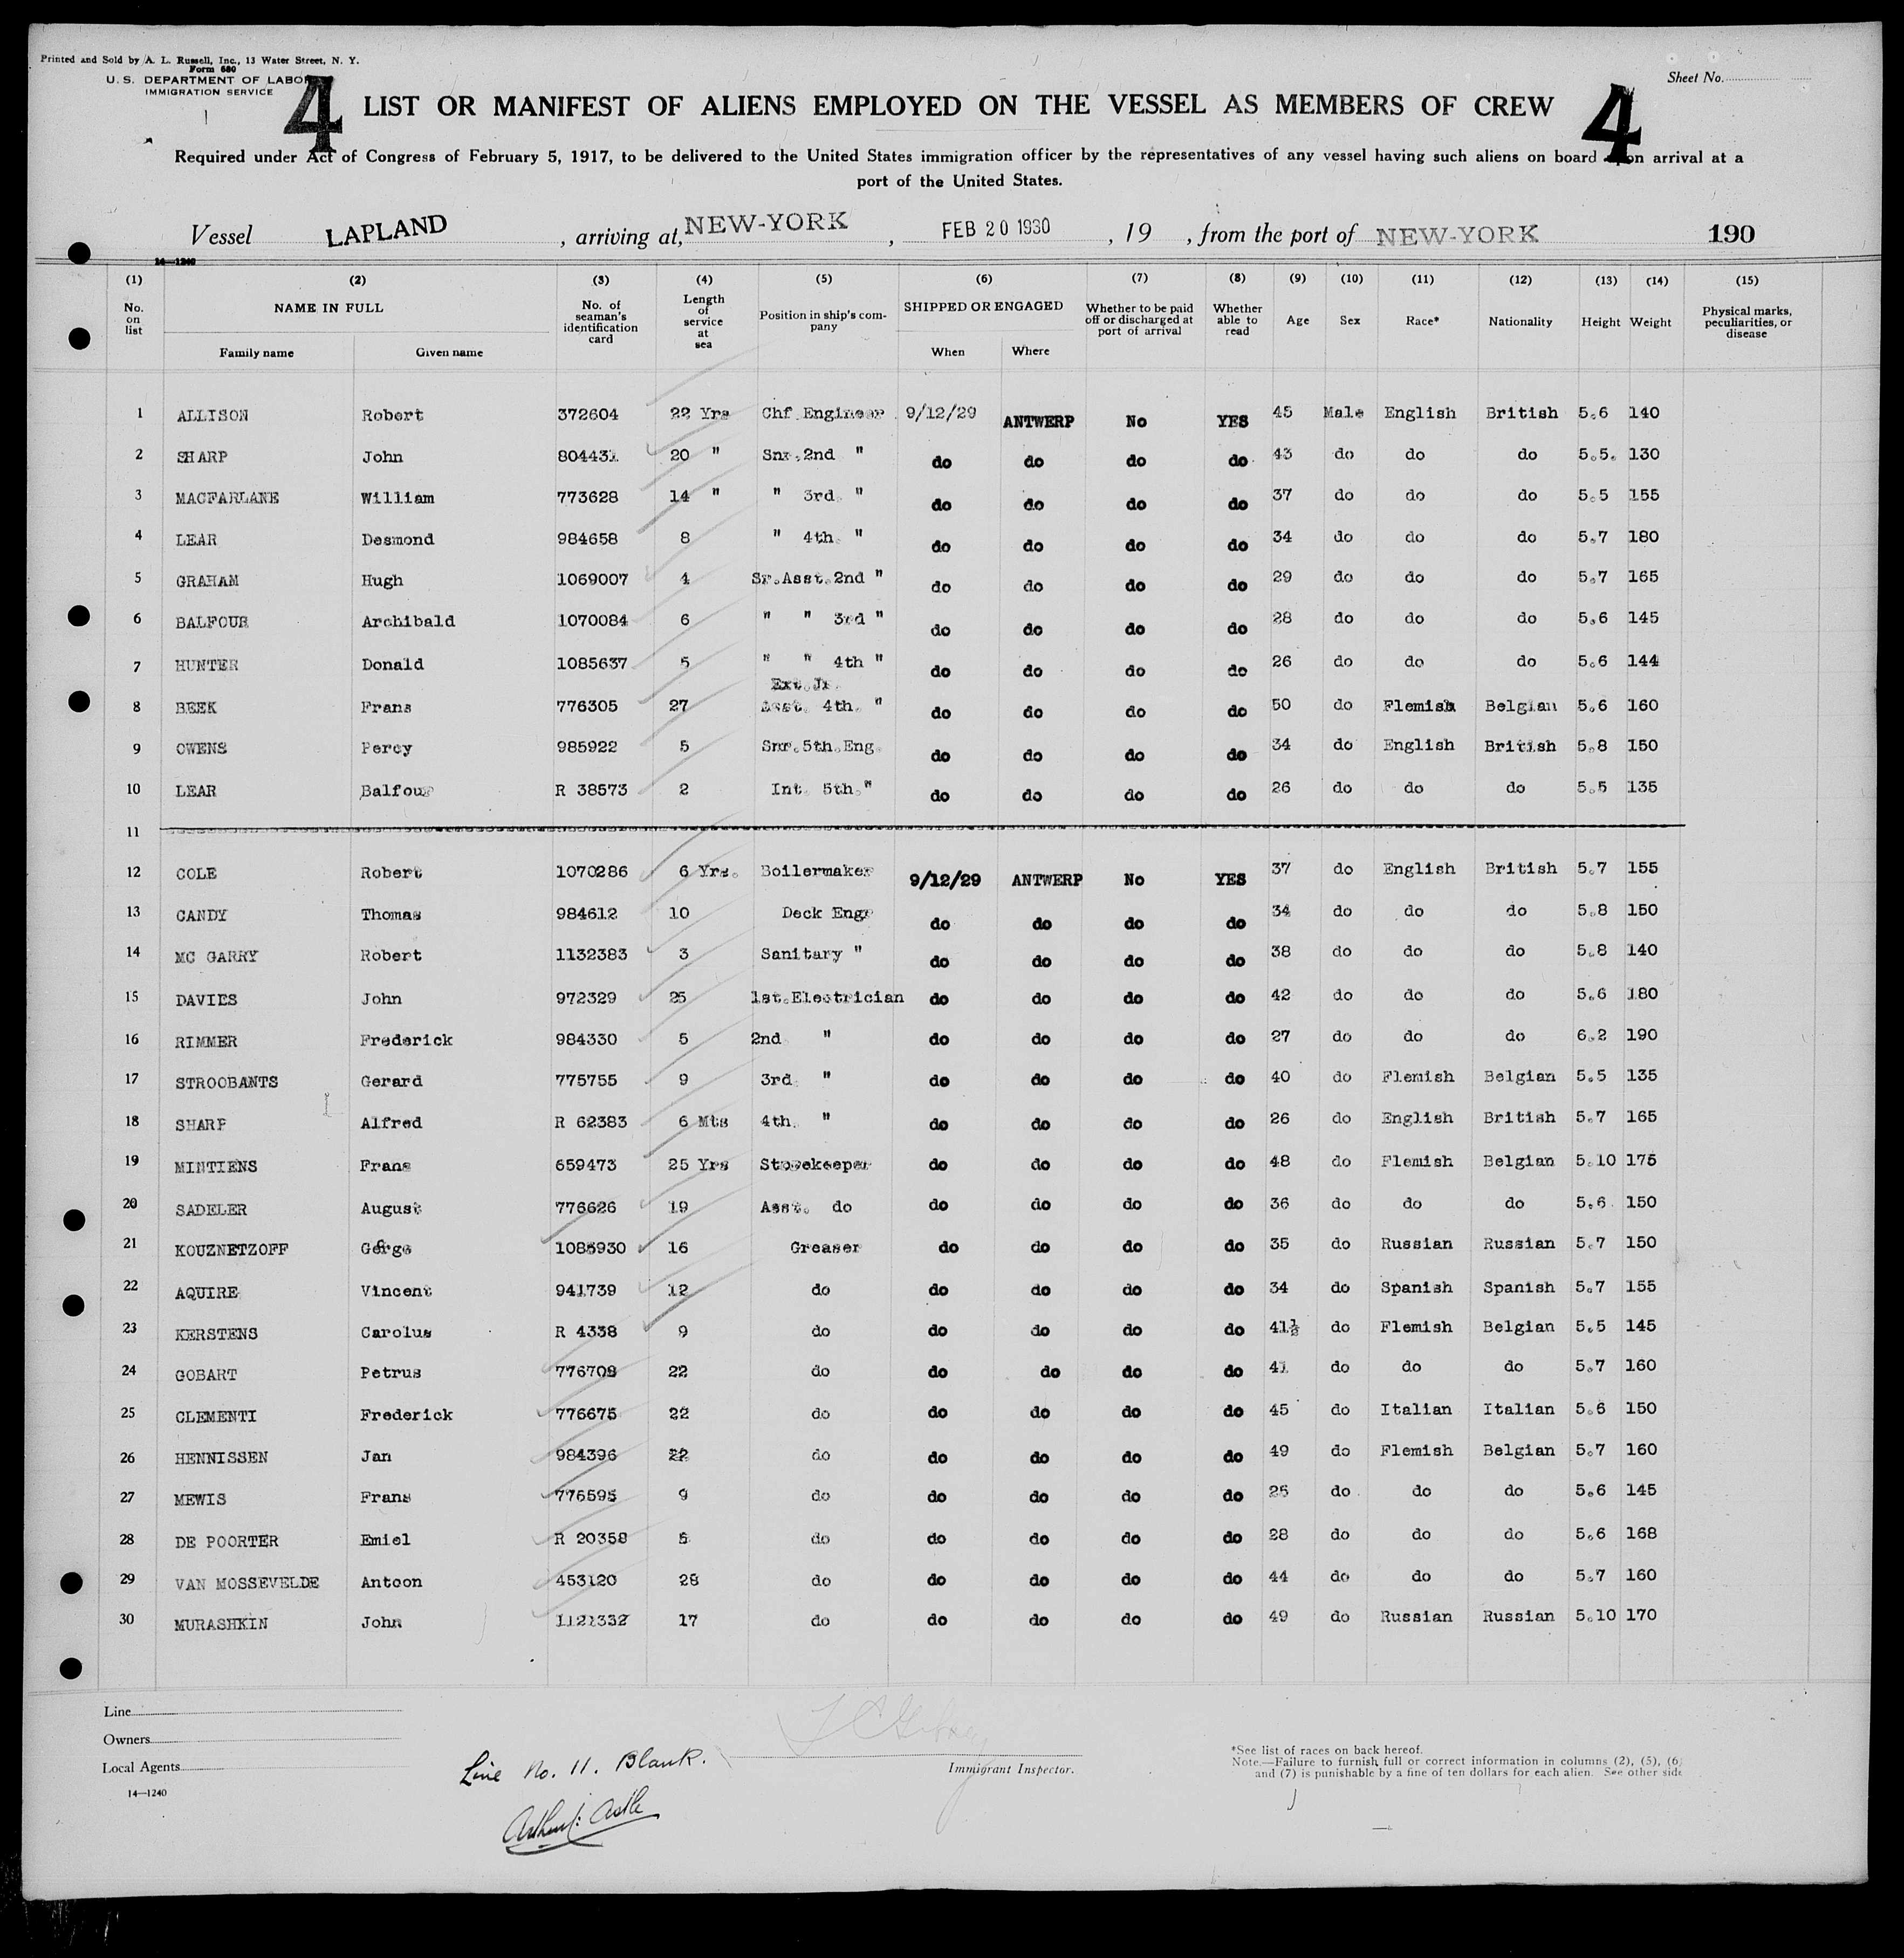 Printed and Sold by A. L. Russell, Inc., 13 Water Street, N. Y.
Form 680
U. S. DEPARTMENT OF LABOR
IMMIGRATION SERVICE
Sheet No.
4 LIST OR MANIFEST OF ALIENS EMPLOYED ON THE VESSEL AS MEMBERS OF CREW 4
Required under Act of Congress of February 5, 1917, to be delivered to the United States immigration officer by the representatives of any vessel having such aliens on board upon arrival at a
port of the United States.
Vessel LAPLAND, arriving at, NEW-YORK, FEB 20 1930, 19 , from the port of NEW-YORK 190
14—1240
(1) (2) (3) (4) (5) (6) (7) (8) (9) (10) (11) (12) (13) (14) (15)
No. on list NAME IN FULL No. of seaman's identification card Length of service at sea Position in ship's company SHIPPED OR ENGAGED Whether to be paid off or discharged at port of arrival Whether able to read Age Sex Race* Nationality Height Weight Physical marks, peculiarities, or disease
Family name Given name When Where
1 ALLISON Robert 372604 22 Yrs Chf.Engineer 9/12/29 ANTWERP No YES 45 Male English British 5.6 140
2 SHARP John 804431 20 " Snr.2nd " do do do do 43 do do do 5.5. 130
3 MACFARLANE William 773628 14 " " 3rd. " do do do do 37 do do do 5.5 155
4 LEAR Desmond 984658 8 " 4th. " do do do do 34 do do do 5.7 180
5 GRAHAM Hugh 1069007 4 Sr.Asst.2nd " do do do do 29 do do do 5.7 165
6 BALFOUR Archibald 1070084 6 " " 3rd " do do do do 28 do do do 5.6 145
7 HUNTER Donald 1085637 5 " " 4th " do do do do 26 do do do 5.6 144
Ext.Jr.
8 BEEK Frans 776305 27 Asst. 4th. " do do do do 50 do Flemish Belgian 5.6 160
9 OWENS Percy 985922 5 Snr.5th.Eng. do do do do 34 do English British 5.8 150
10 LEAR Balfour R 38573 2 Int. 5th." do do do do 26 do do do 5.5 135
11
12 COLE Robert 1070286 6 Yrs. Boilermaker 9/12/29 ANTWERP No YES 37 do English British 5.7 155
13 CANDY Thomas 984612 10 Deck Engr do do do do 34 do do do 5.8 150
14 MC GARRY Robert 1132383 3 Sanitary " do do do do 38 do do do 5.8 140
15 DAVIES John 972329 25 1st.Electrician do do do do 42 do do do 5.6 180
16 RIMMER Frederick 984330 5 2nd. " do do do do 27 do do do 6.2 190
17 STROOBANTS Gerard 775755 9 3rd. " do do do do 40 do Flemish Belgian 5.5 135
18 SHARP Alfred R 62383 6 Mts 4th. " do do do do 26 do English British 5.7 165
19 MINTIENS Frans 659473 25 Yrs Storekeeper do do do do 48 do Flemish Belgian 5.10 175
20 SADELER August 776626 19 Asst. do do do do do 36 do do do 5.6. 150
21 KOUZNETZOFF 1085930 16 Greaser do do do do 35 do Russian Russian 5.7 150
22 AQUIRE Vincent 941739 12 do do do do do 34 do Spanish Spanish 5.7 155
23 KERSTENS Carolus R 4338 9 do do do do do 41½ do Flemish Belgian 5.5 145
24 GOBART Petrus 776708 22 do do do do do 41 do do do 5.7 160
25 CLEMENTI Frederick 776675 22 do do do do do 45 do Italian Italian 5.6 150
26 HENNISSEN Jan 984396 22 do do do do do 49 do Flemish Belgian 5.7 160
27 MEWIS Frans 776595 9 do do do do do 25 do do do 5.6 145
28 DE POORTER Emiel R 20358 5 do do do do do 28 do do do 5.6 168
29 VAN MOSSEVELDE Antoon 453120 28 do do do do do 44 do do do 5.7 160
30 MURASHKIN John 1121332 17 do do do do do 49 do Russian Russian 5.10 170
Line
Owners
Local Agents
14—1240
Line No. 11. Blank.
Immigrant Inspector.
*See list of races on back hereof.
Note.—Failure to furnish full or correct information in columns (2), (5), (6)
and (7) is punishable by a fine of ten dollars for each alien. See other side